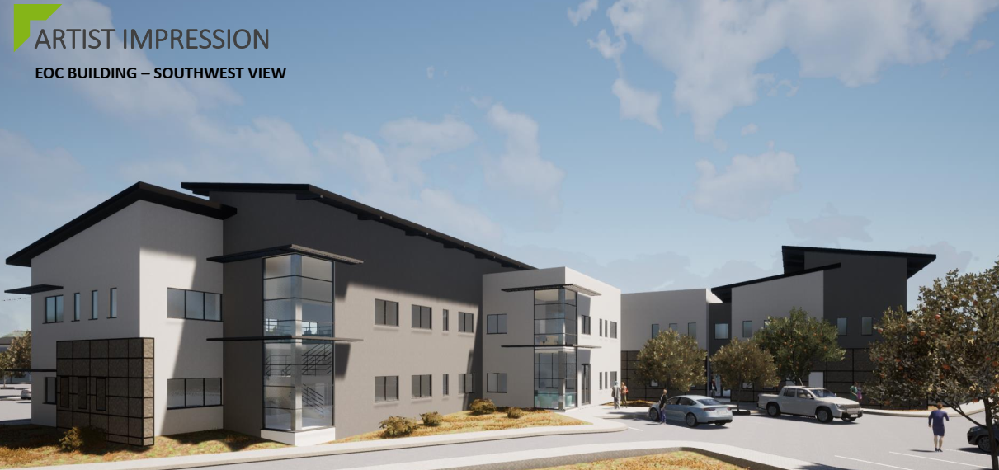 ARTIST IMPRESSION
EOC BUILDING – SOUTHWEST VIEW